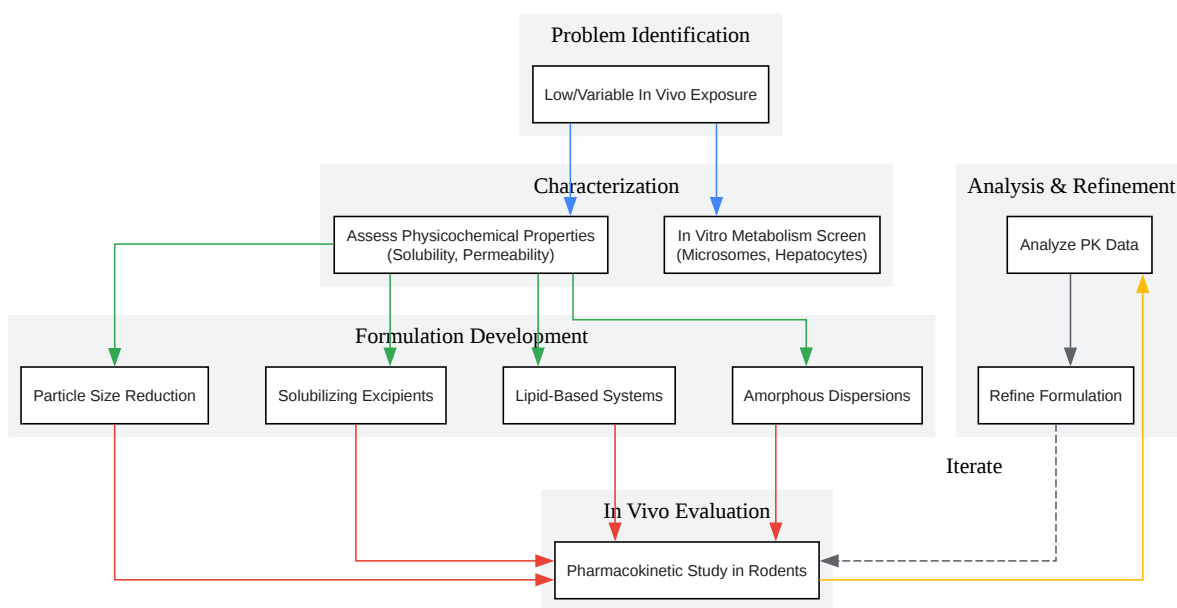 Problem Identification
Low/Variable In Vivo Exposure
Characterization
Analysis & Refinement
Assess Physicochemical Properties
(Solubility, Permeability)
In Vitro Metabolism Screen
(Microsomes, Hepatocytes)
Analyze PK Data
Formulation Development
Particle Size Reduction
Solubilizing Excipients
Lipid-Based Systems
Amorphous Dispersions
Refine Formulation
Iterate
In Vivo Evaluation
Pharmacokinetic Study in Rodents